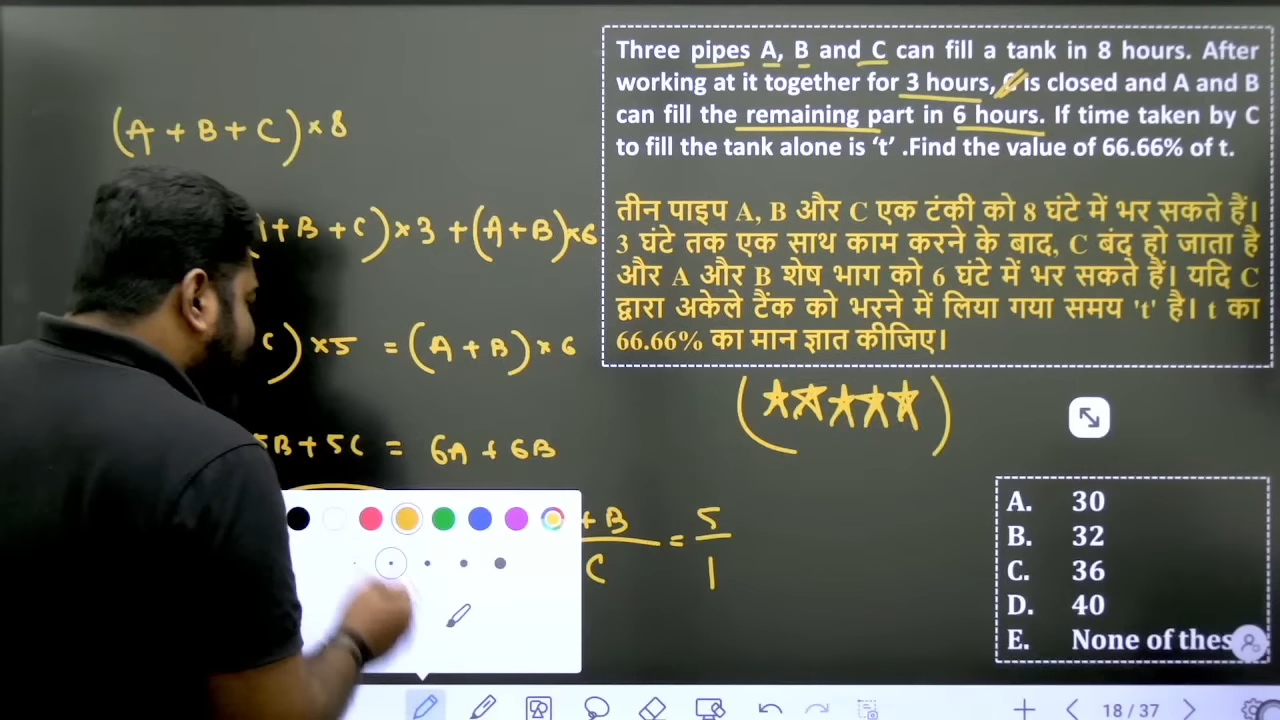 Three pipes A, B and C can fill a tank in 8 hours. After
working at it together for 3 hours, C is closed and A and B
can fill the remaining part in 6 hours. If time taken by C
to fill the tank alone is ‘t’ .Find the value of 66.66% of t.
तीन पाइप A, B और C एक टंकी को 8 घंटे में भर सकते हैं।
3 घंटे तक एक साथ काम करने के बाद, C बंद हो जाता है
और A और B शेष भाग को 6 घंटे में भर सकते हैं। यदि C
द्वारा अकेले टैंक को भरने में लिया गया समय 't' है। t का
66.66% का मान ज्ञात कीजिए।
(A + B + C) × 8
+ B + C) × 3 + (A + B) × 6
C) × 5 = (A + B) × 6
5B + 5C = 6A + 6B
+ B / C = 5 / 1
A. 30
B. 32
C. 36
D. 40
E. None of thes
18 / 37